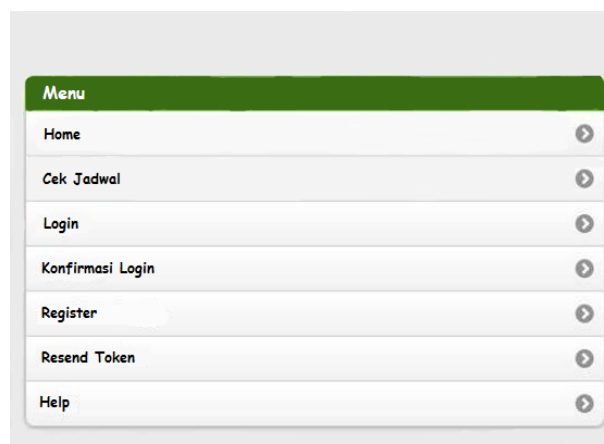 Menu
Home
Cek Jadwal
Login
Konfirmasi Login
Register
Resend Token
Help